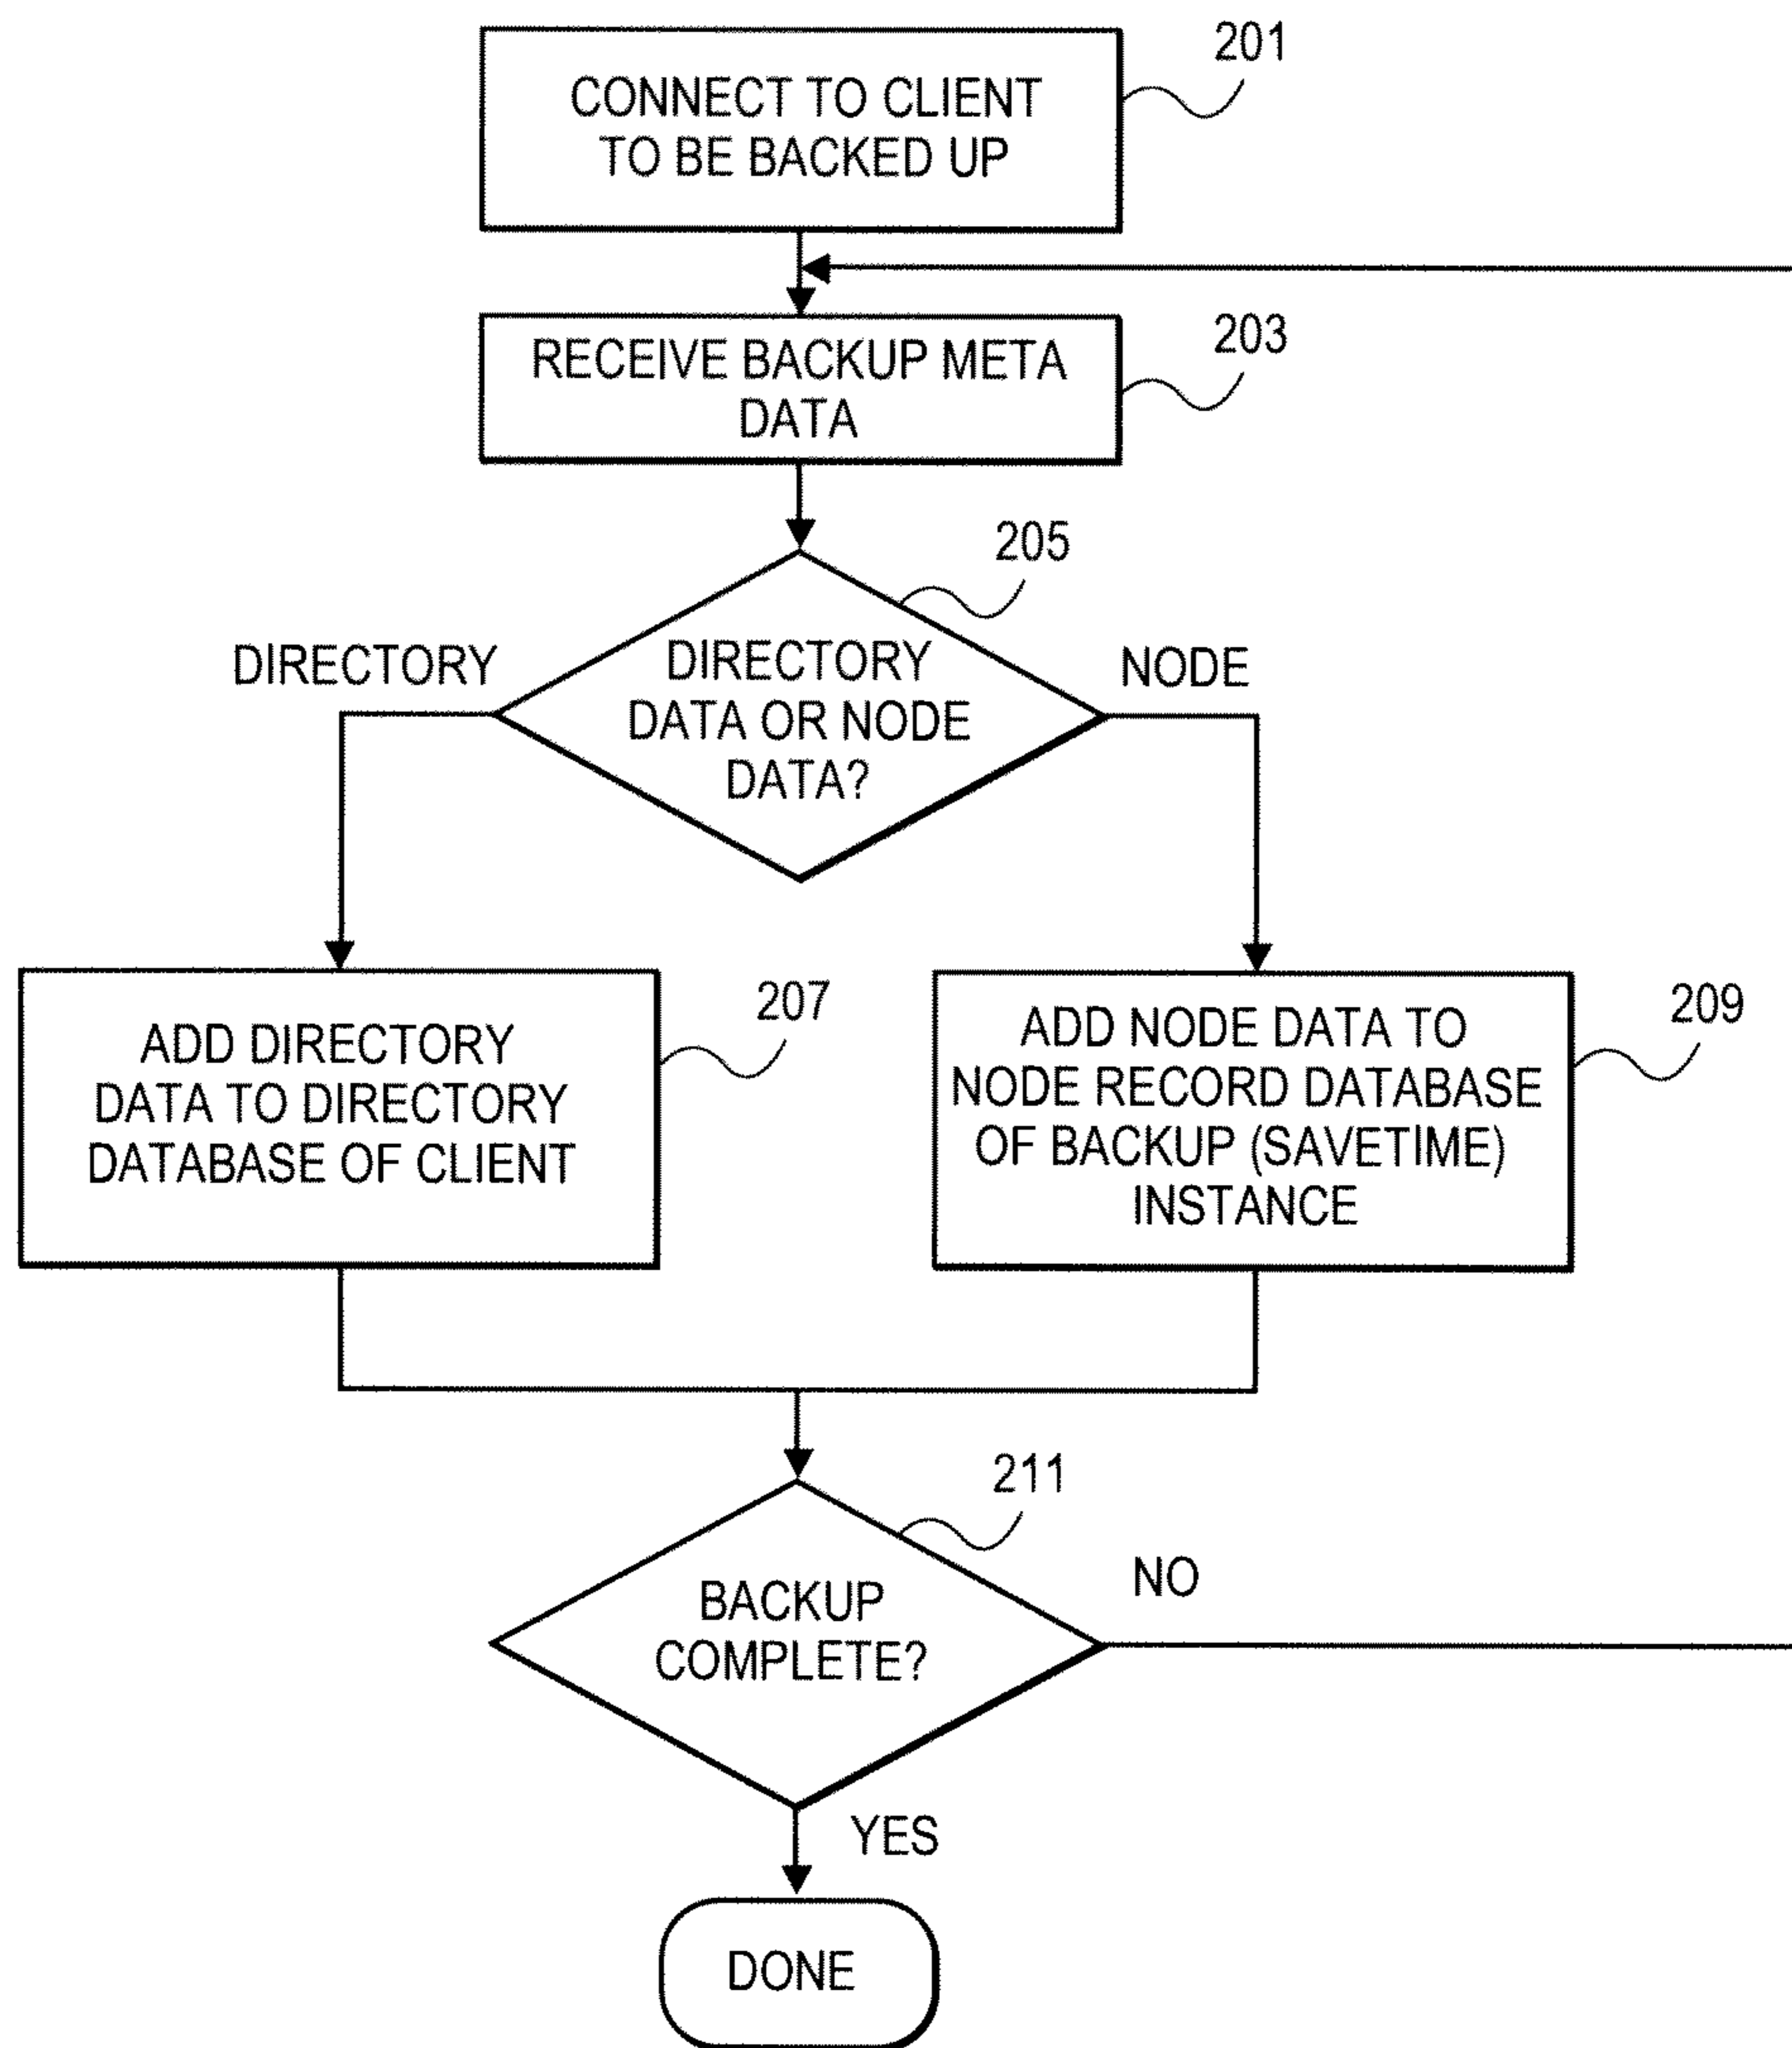 201
CONNECT TO CLIENT
TO BE BACKED UP
203
RECEIVE BACKUP META
DATA
205
DIRECTORY
DIRECTORY
DATA OR NODE
DATA?
NODE
207
ADD DIRECTORY
DATA TO DIRECTORY
DATABASE OF CLIENT
209
ADD NODE DATA TO
NODE RECORD DATABASE
OF BACKUP (SAVETIME)
INSTANCE
211
BACKUP
COMPLETE?
NO
YES
DONE